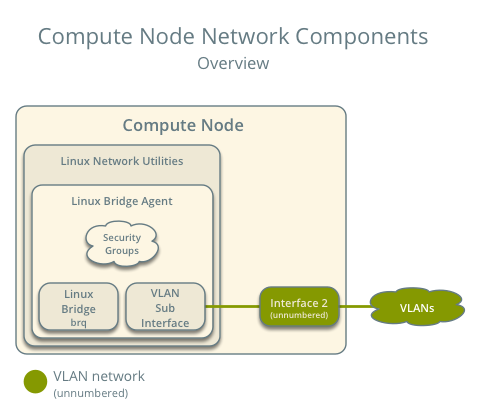 Compute Node Network Components
Overview
Compute Node
Linux Network Utilities
Linux Bridge Agent
Security
Groups
Linux
Bridge
brq
VLAN
Sub
Interface
Interface 2
(unnumbered)
VLANs
VLAN network
(unnumbered)